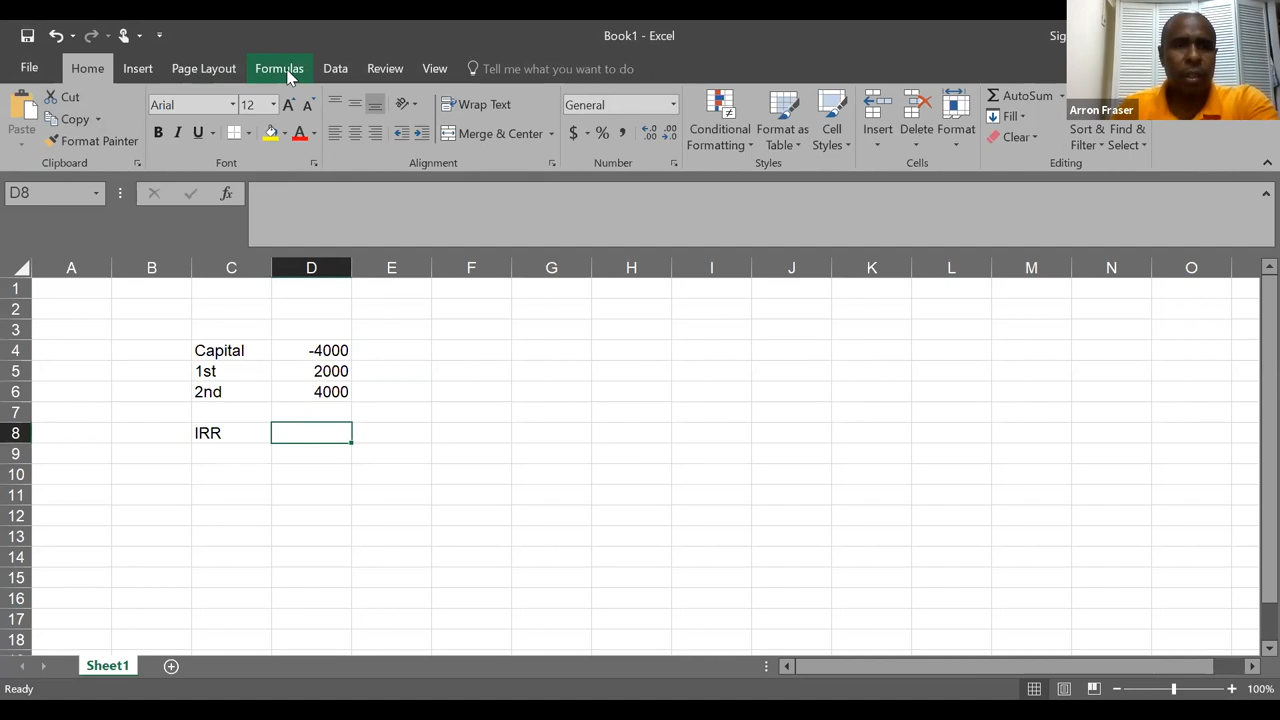 Book1 - Excel
Sig
File Home Insert Page Layout Formulas Data Review View Tell me what you want to do
Arron Fraser
Paste
Cut
Copy
Format Painter
Clipboard
Arial 12
B I U A
Font
Wrap Text
Merge & Center
Alignment
General
$ % ,
Number
Conditional Formatting
Format as Table
Cell Styles
Styles
Insert Delete Format
Cells
AutoSum
Fill
Clear
Sort & Filter
Find & Select
Editing
D8
fx
A B C D E F G H I J K L M N O
1
2
3
4 Capital -4000
5 1st 2000
6 2nd 4000
7
8 IRR
9
10
11
12
13
14
15
16
17
18
Sheet1
Ready
100%